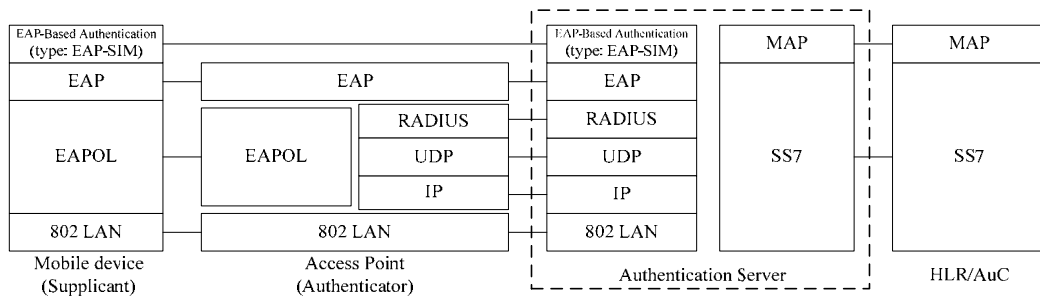 EAP-Based Authentication
(type: EAP-SIM)
EAP
EAPOL
802 LAN
Mobile device
(Supplicant)
EAP
EAPOL
RADIUS
UDP
IP
802 LAN
Access Point
(Authenticator)
EAP-Based Authentication
(type: EAP-SIM)
EAP
RADIUS
UDP
IP
802 LAN
MAP
SS7
Authentication Server
MAP
SS7
HLR/AuC